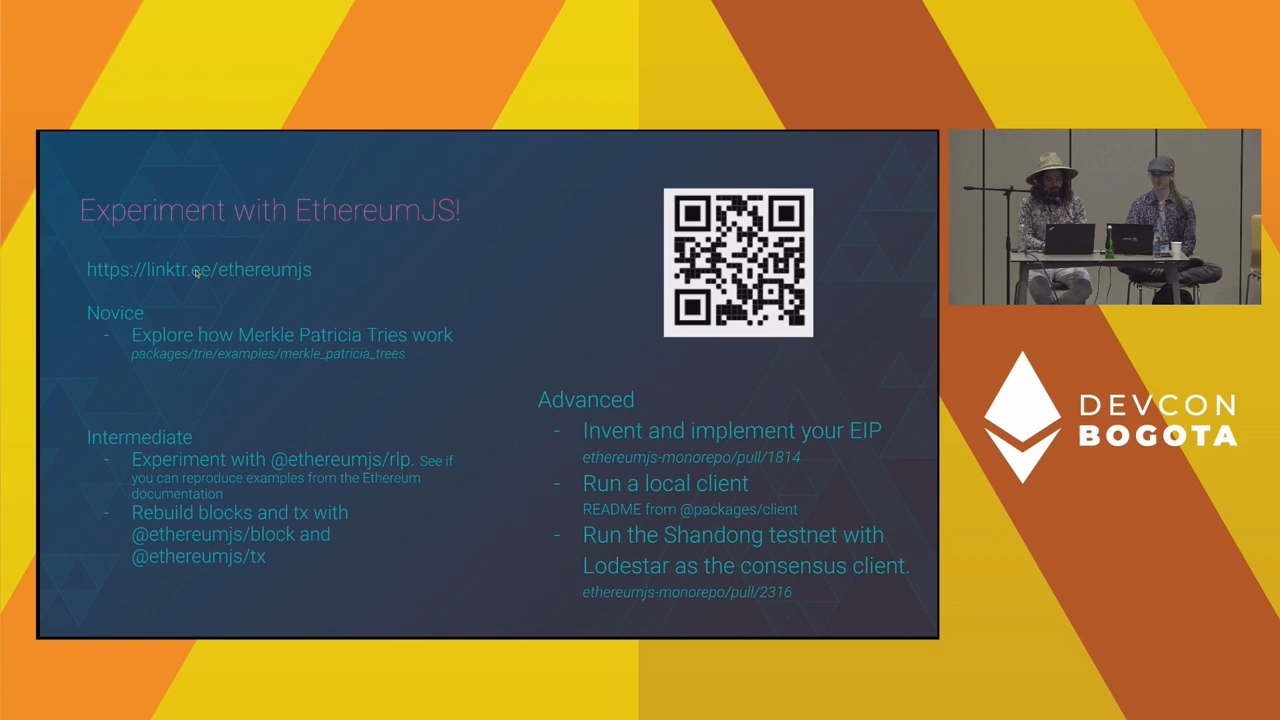 Experiment with EthereumJS!
https://linktr.ee/ethereumjs
Novice
- Explore how Merkle Patricia Tries work
packages/trie/examples/merkle_patricia_trees
Intermediate
- Experiment with @ethereumjs/rlp. See if
you can reproduce examples from the Ethereum
documentation
- Rebuild blocks and tx with
@ethereumjs/block and
@ethereumjs/tx
Advanced
- Invent and implement your EIP
ethereumjs-monorepo/pull/1814
- Run a local client
README from @packages/client
- Run the Shandong testnet with
Lodestar as the consensus client.
ethereumjs-monorepo/pull/2316
DEVCON
BOGOTA